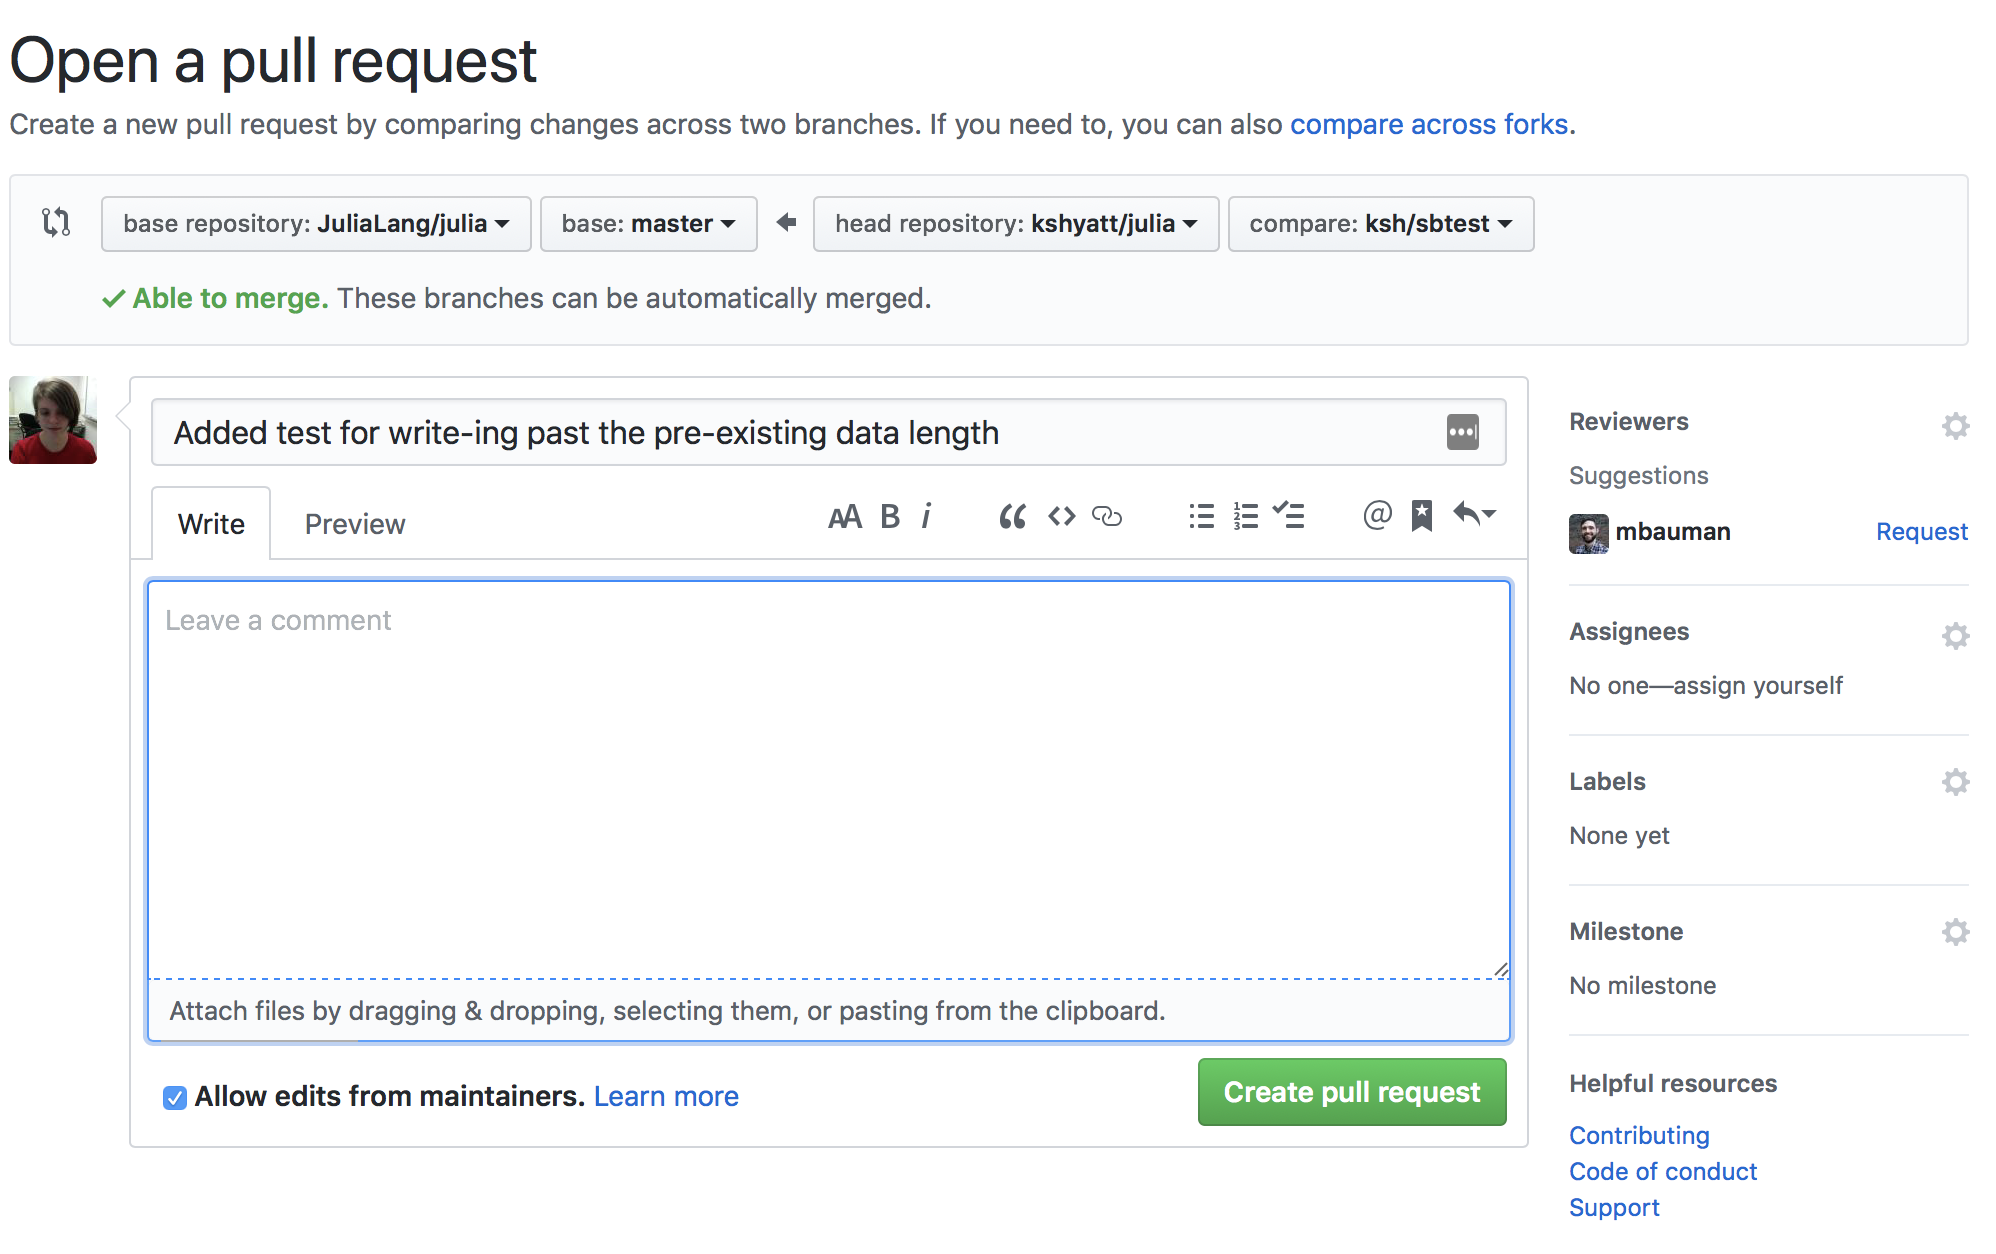 Open a pull request
Create a new pull request by comparing changes across two branches. If you need to, you can also compare across forks.
base repository: JuliaLang/julia base: master head repository: kshyatt/julia compare: ksh/sbtest
Able to merge. These branches can be automatically merged.
Added test for write-ing past the pre-existing data length
Write Preview AA B i @
Leave a comment
Attach files by dragging & dropping, selecting them, or pasting from the clipboard.
Allow edits from maintainers. Learn more
Create pull request
Reviewers
Suggestions
mbauman Request
Assignees
No one—assign yourself
Labels
None yet
Milestone
No milestone
Helpful resources
Contributing
Code of conduct
Support